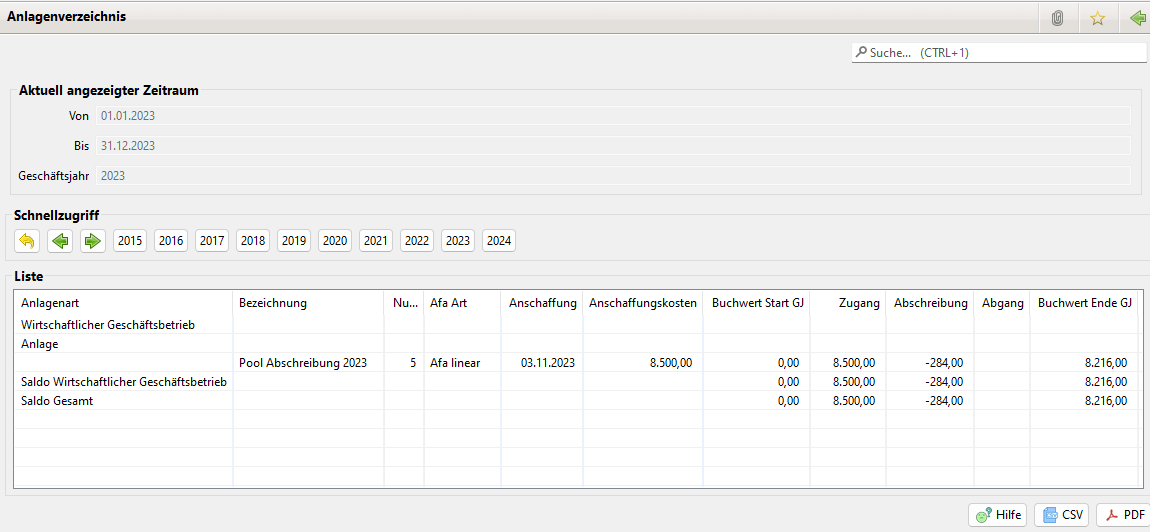 Anlagenverzeichnis
Suche... (CTRL+1)
Aktuell angezeigter Zeitraum
Von 01.01.2023
Bis 31.12.2023
Geschäftsjahr 2023
Schnellzugriff
2015 2016 2017 2018 2019 2020 2021 2022 2023 2024
Liste
Anlagenart Bezeichnung Nu... Afa Art Anschaffung Anschaffungskosten Buchwert Start GJ Zugang Abschreibung Abgang Buchwert Ende GJ
Wirtschaftlicher Geschäftsbetrieb
Anlage
Pool Abschreibung 2023 5 Afa linear 03.11.2023 8.500,00 0,00 8.500,00 -284,00 8.216,00
Saldo Wirtschaftlicher Geschäftsbetrieb 0,00 8.500,00 -284,00 8.216,00
Saldo Gesamt 0,00 8.500,00 -284,00 8.216,00
Hilfe CSV PDF